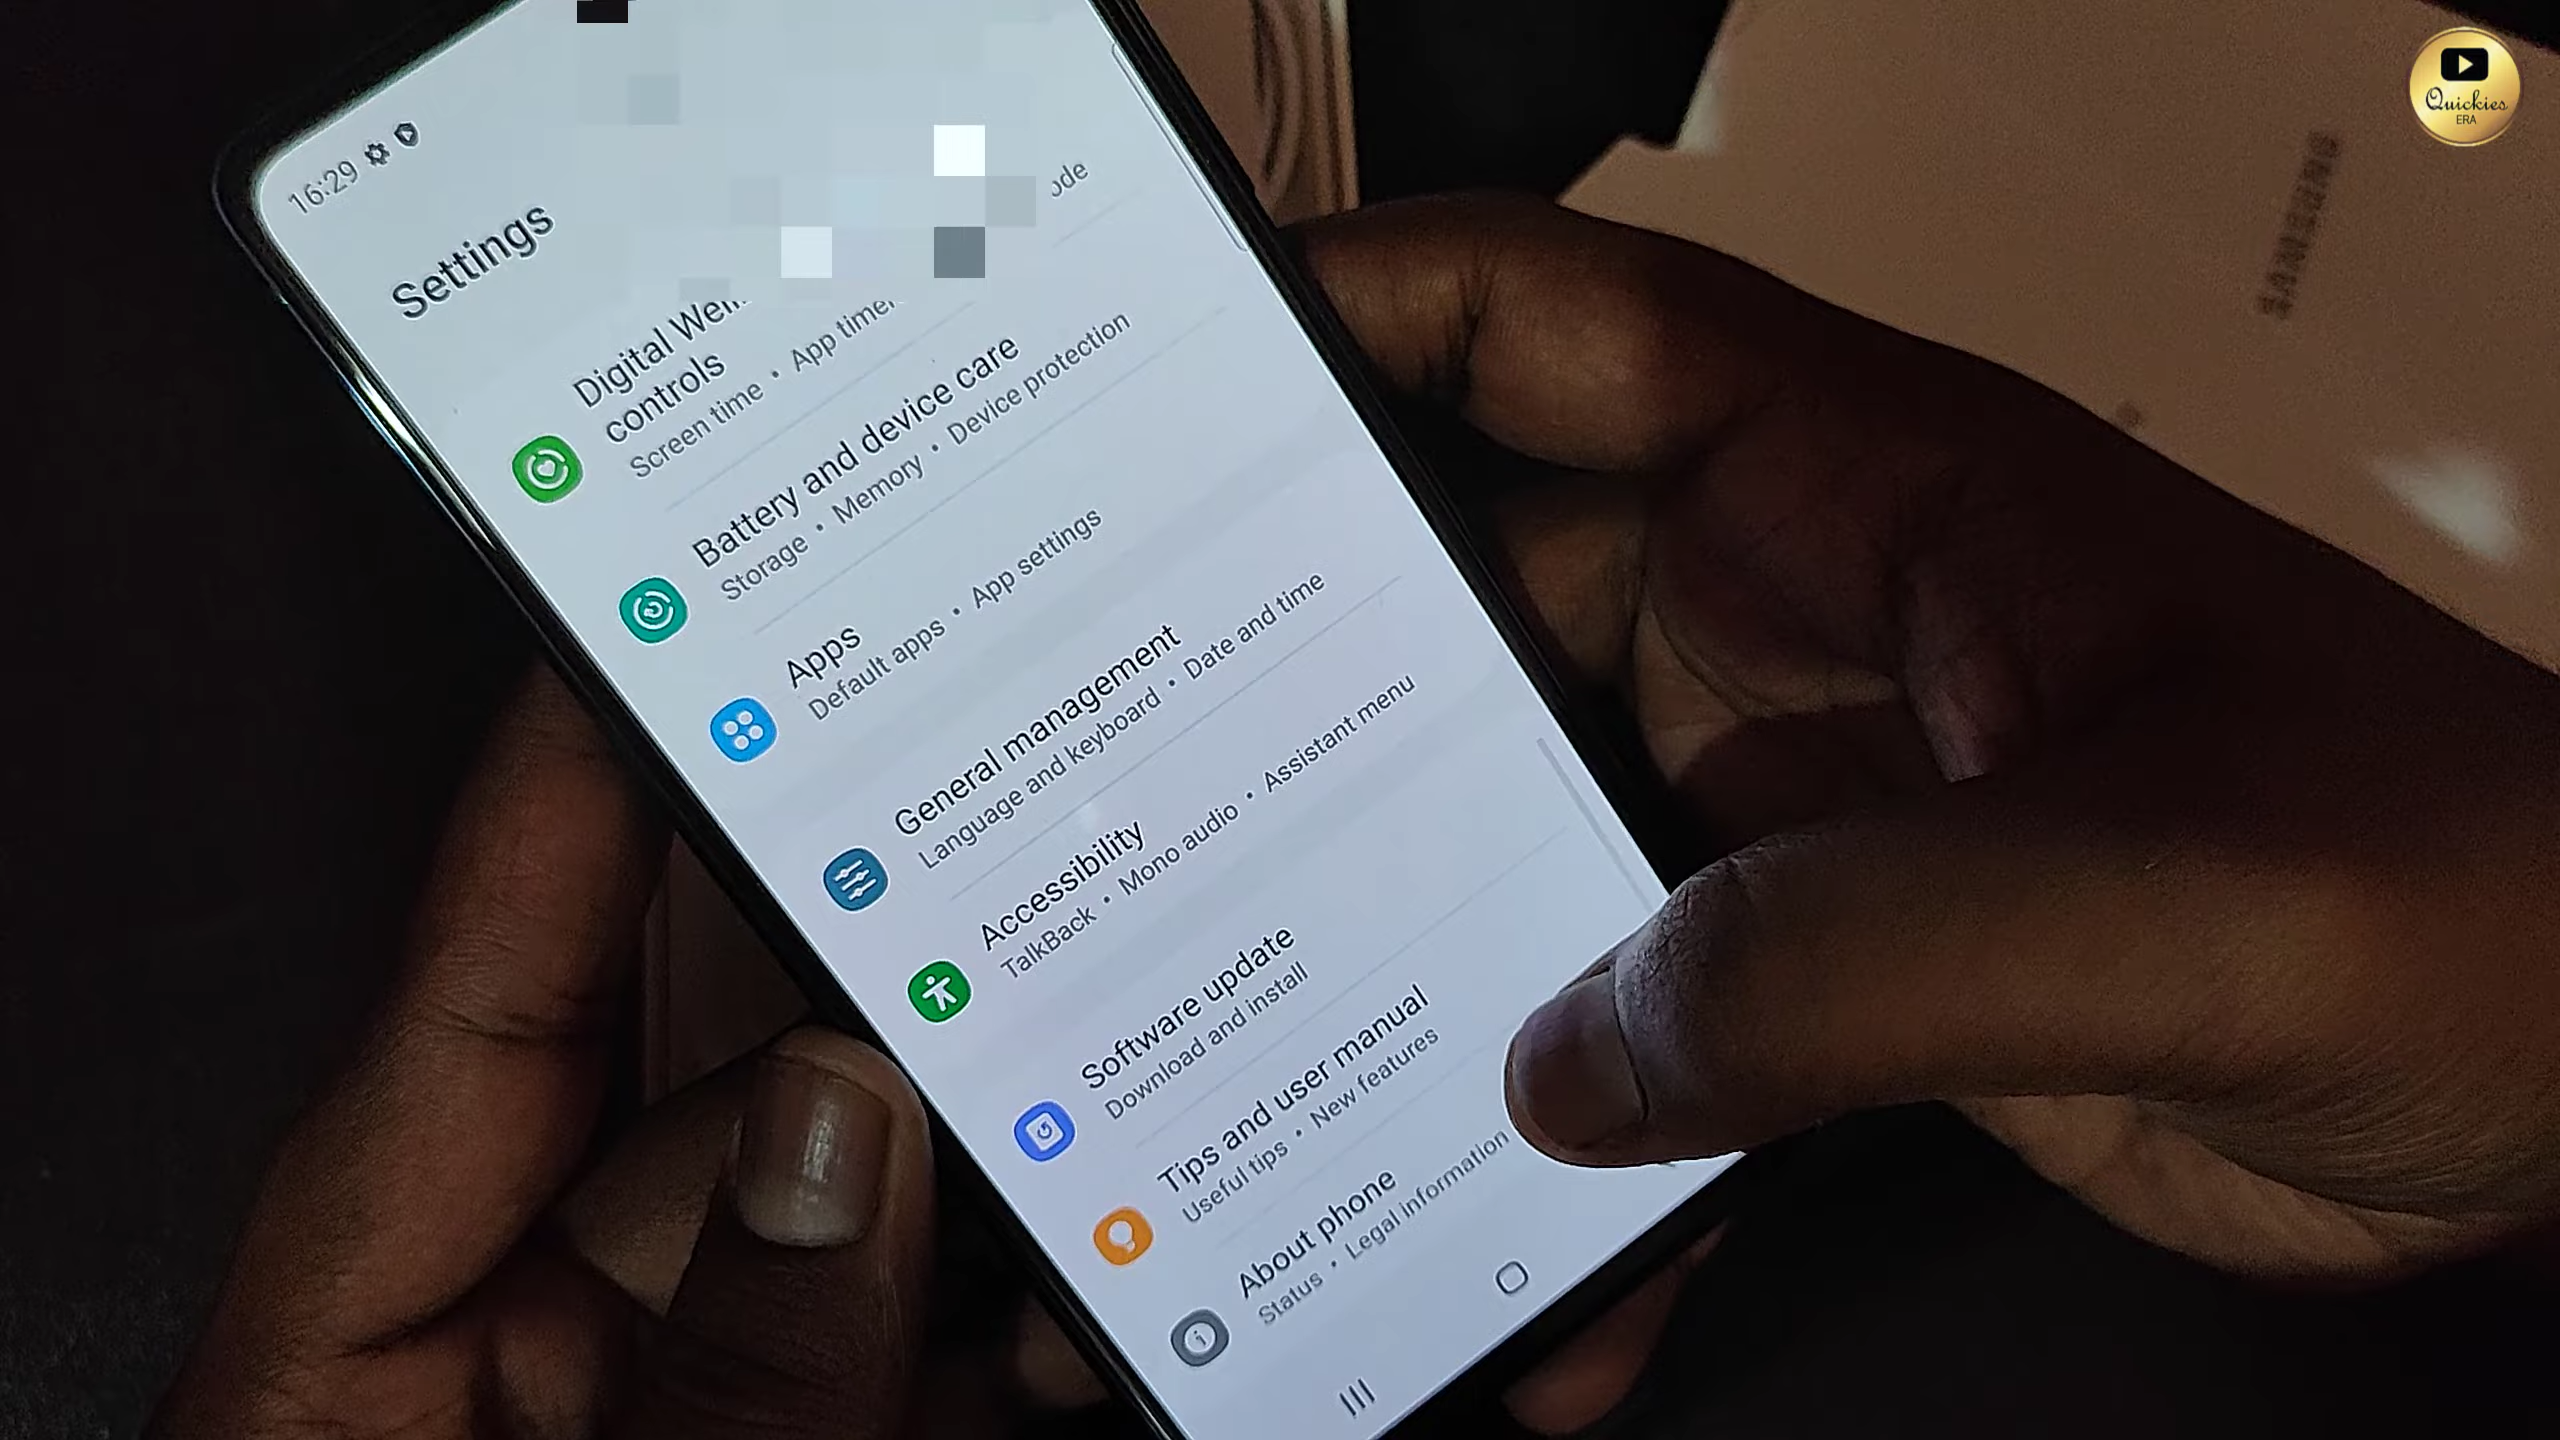 16:29
Settings
ode
Digital
controls
Screen time • App
Battery and device care
Storage • Memory • Device protection
Apps
Default apps • App settings
General management
Language and keyboard • Date and time
Accessibility
TalkBack • Mono audio • Assistant menu
Software update
Download and install
Tips and user manual
Useful tips • New features
About phone
Status • Legal information
SAMSUNG
Quickies
ERA